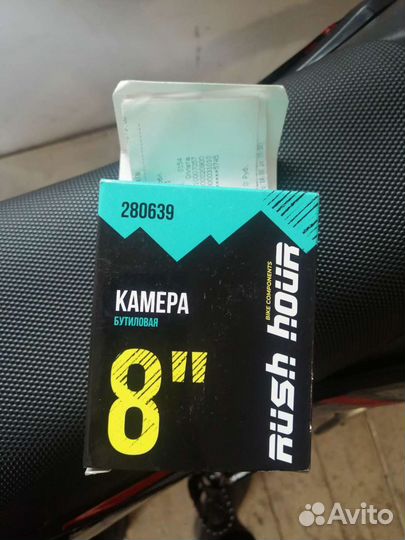 280639
КАМЕРА
БУТИЛОВАЯ
8"
RUSH HOUR
BIKE COMPONENTS
Avito